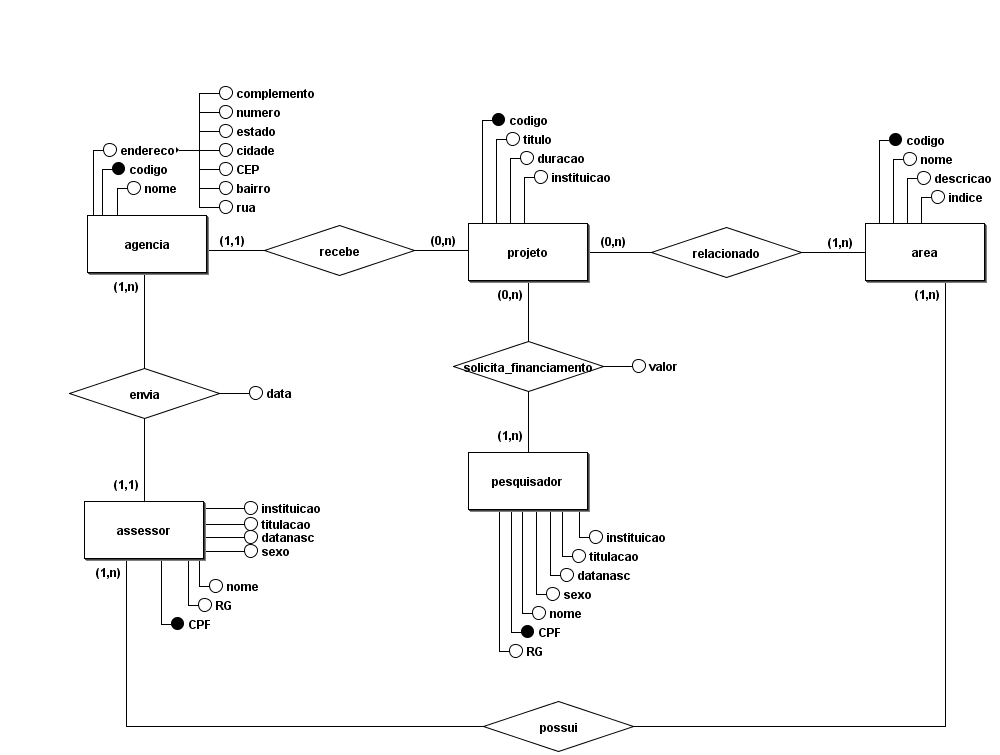 complemento
numero
estado
endereco
cidade
codigo
CEP
nome
bairro
rua
agencia
(1,1)
recebe
(0,n)
codigo
titulo
duracao
instituicao
projeto
(0,n)
relacionado
(1,n)
codigo
nome
descricao
indice
area
(1,n)
(0,n)
(1,n)
envia
data
solicita_financiamento
valor
(1,1)
(1,n)
assessor
instituicao
titulacao
datanasc
sexo
(1,n)
nome
RG
CPF
pesquisador
instituicao
titulacao
datanasc
sexo
nome
CPF
RG
possui